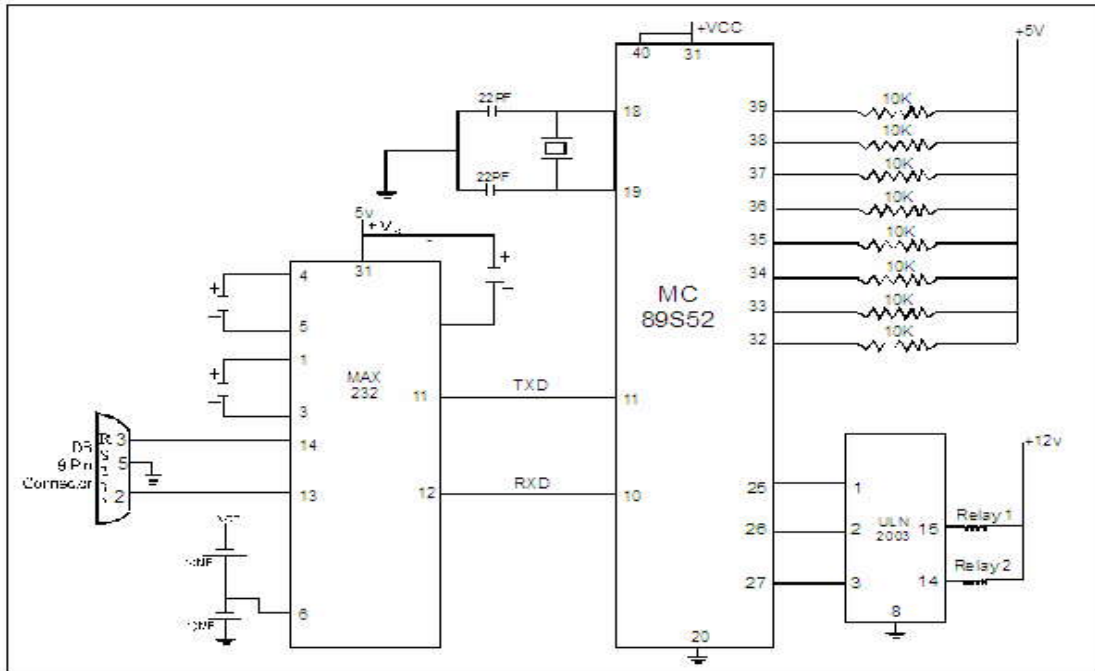 +VCC
40
31
+5V
22PF
18
39
10K
38
10K
37
10K
22PF
19
36
10K
35
10K
34
10K
33
10K
32
10K
5v
+
31
+
-
4
+
-
5
1
+
-
3
MAX
232
MC
89S52
11
TXD
11
14
13
12
RXD
10
6
R 3
5
2
9 Pin
Connector
25
26
27
1
2
3
ULN
2003
15
14
8
Relay 1
Relay 2
+12v
20